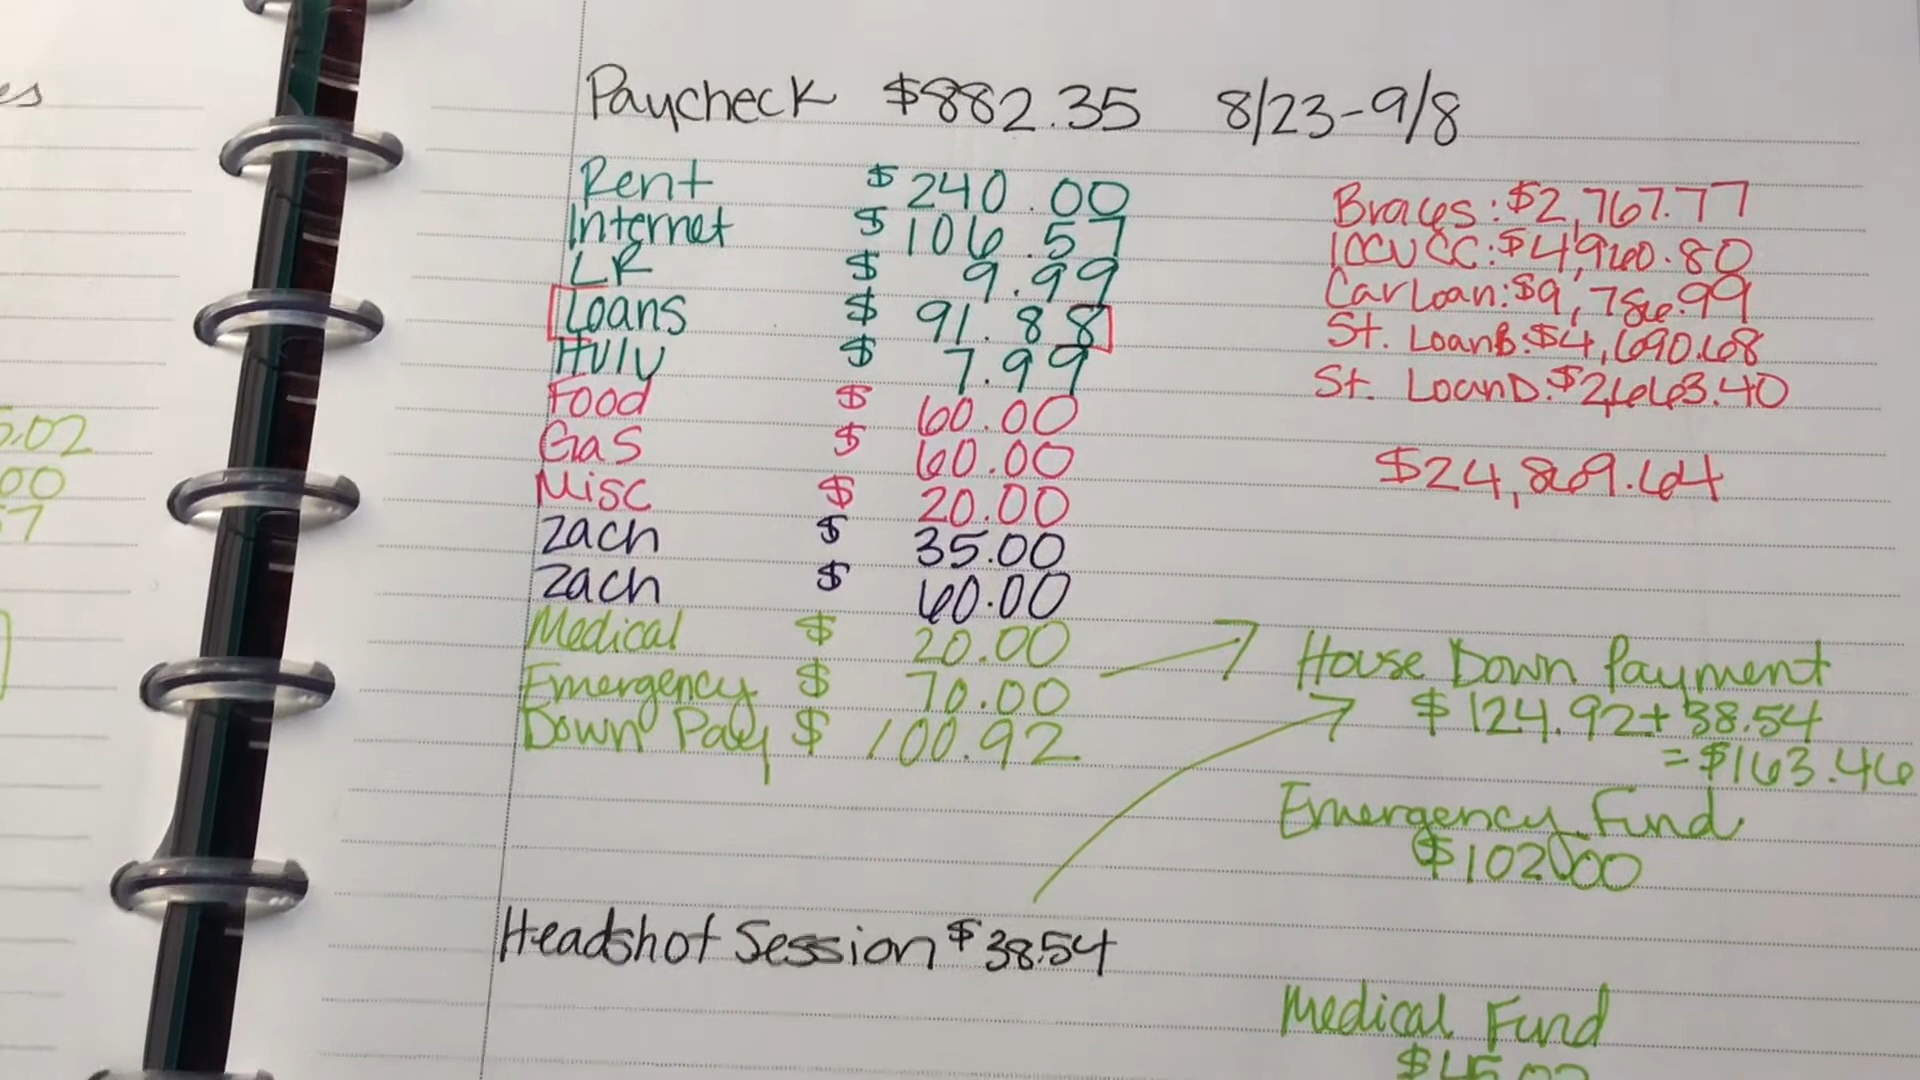 Paycheck $882.35 8/23-9/8
Rent $240.00
Internet $106.57
LR $9.99
Loans $91.88
Hulu $7.99
Food $60.00
Gas $60.00
Misc $20.00
Zach $35.00
Zach $60.00
Medical $20.00
Emergency $70.00
Down Pay $100.92
Headshot Session $38.54
Braces: $2,767.77
ICCU CC: $4,960.80
Car Loan: $9,786.99
St. Loan B: $4,690.68
St. Loan D: $2,663.40
$24,869.64
House Down Payment
$124.92 + 38.54
= $163.46
Emergency Fund
$102.00
Medical Fund